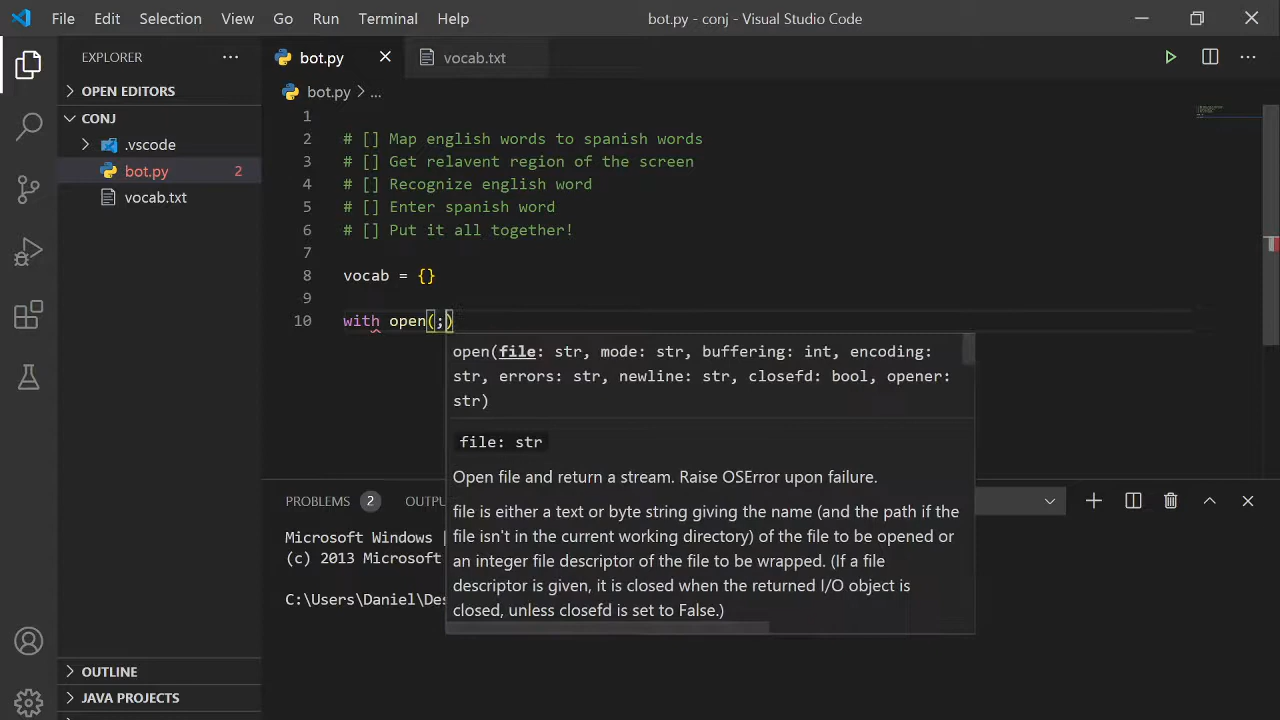 File Edit Selection View Go Run Terminal Help bot.py - conj - Visual Studio Code
EXPLORER
OPEN EDITORS
CONJ
.vscode
bot.py 2
vocab.txt
OUTLINE
JAVA PROJECTS
bot.py vocab.txt
bot.py > ...
1
2 # [] Map english words to spanish words
3 # [] Get relavent region of the screen
4 # [] Recognize english word
5 # [] Enter spanish word
6 # [] Put it all together!
7
8 vocab = {}
9
10 with open(;)
open(file: str, mode: str, buffering: int, encoding:
str, errors: str, newline: str, closefd: bool, opener:
str)
file: str
Open file and return a stream. Raise OSError upon failure.
file is either a text or byte string giving the name (and the path if the
file isn't in the current working directory) of the file to be opened or
an integer file descriptor of the file to be wrapped. (If a file
descriptor is given, it is closed when the returned I/O object is
closed, unless closefd is set to False.)
PROBLEMS 2 OUTPU
Microsoft Windows
(c) 2013 Microsoft
C:\Users\Daniel\Des